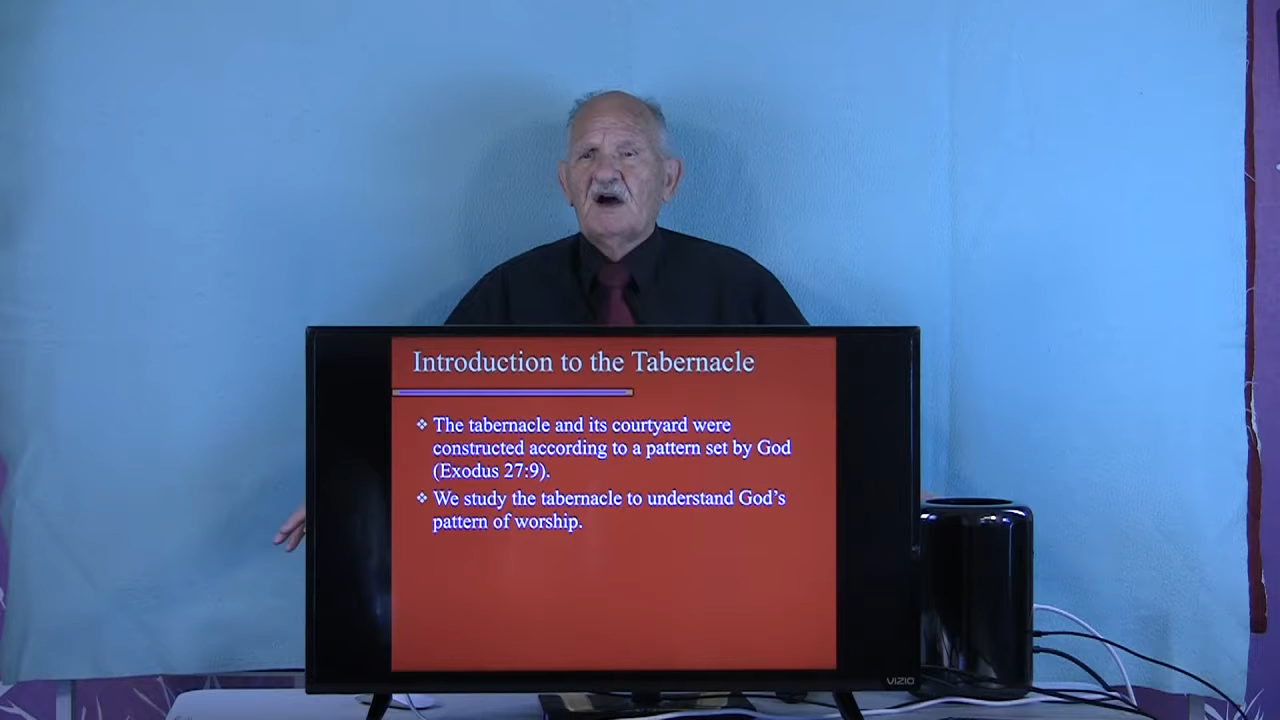 Introduction to the Tabernacle
❖ The tabernacle and its courtyard were
constructed according to a pattern set by God
(Exodus 27:9).
❖ We study the tabernacle to understand God's
pattern of worship.
VIZIO